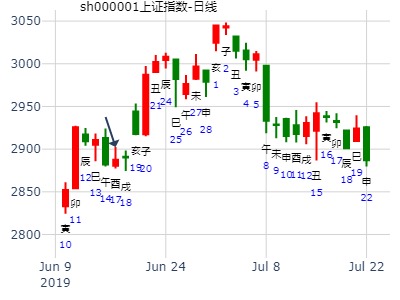 sh000001上证指数-日线
3050
3000
2950
2900
2850
2800
寅
10
卯
11
辰
12
巳
13
午
14
酉
17
戌
18
亥
19
子
20
丑
21
辰
24
巳
25
午
26
未
27
申
28
亥
1
子
2
丑
3
寅
4
卯
5
午
8
未
9
申
10
酉
11
戌
12
丑
15
寅
16
卯
17
辰
18
巳
19
申
22
Jun 9
2019
Jun 24
Jul 8
Jul 22